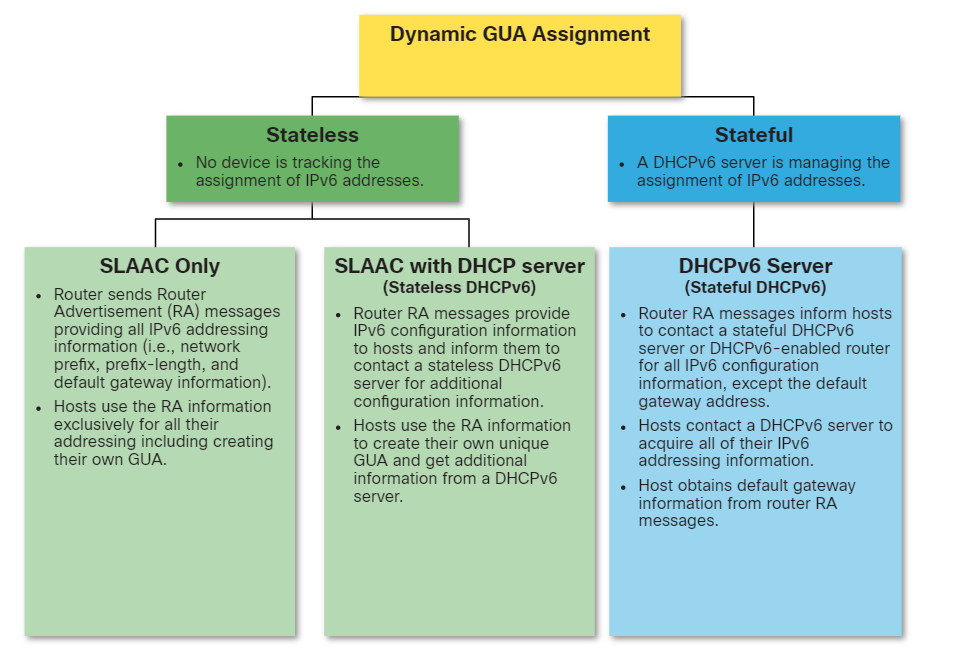 Dynamic GUA Assignment
Stateless
• No device is tracking the
assignment of IPv6 addresses.
Stateful
• A DHCPv6 server is managing the
assignment of IPv6 addresses.
SLAAC Only
• Router sends Router
Advertisement (RA) messages
providing all IPv6 addressing
information (i.e., network
prefix, prefix-length, and
default gateway information).
• Hosts use the RA information
exclusively for all their
addressing including creating
their own GUA.
SLAAC with DHCP server
(Stateless DHCPv6)
• Router RA messages provide
IPv6 configuration information
to hosts and inform them to
contact a stateless DHCPv6
server for additional
configuration information.
• Hosts use the RA information
to create their own unique
GUA and get additional
information from a DHCPv6
server.
DHCPv6 Server
(Stateful DHCPv6)
• Router RA messages inform hosts
to contact a stateful DHCPv6
server or DHCPv6-enabled router
for all IPv6 configuration
information, except the default
gateway address.
• Hosts contact a DHCPv6 server to
acquire all of their IPv6
addressing information.
• Host obtains default gateway
information from router RA
messages.